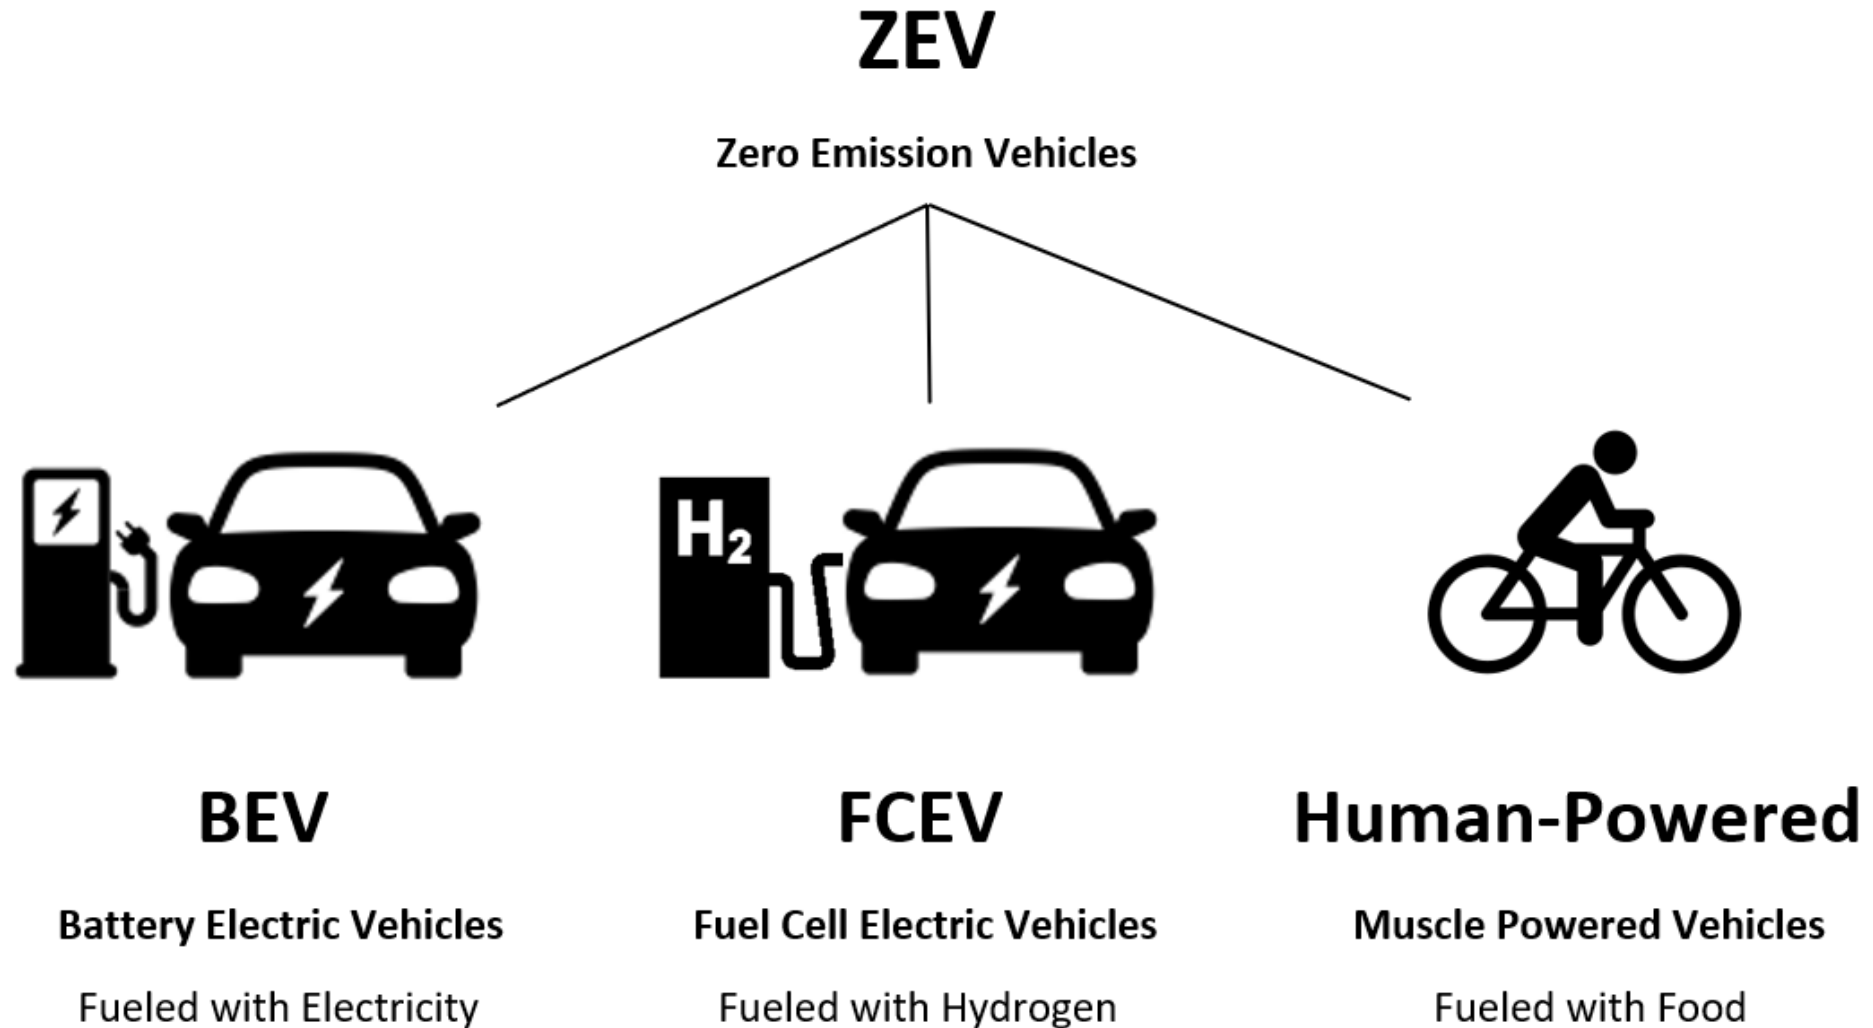 ZEV
Zero Emission Vehicles
H₂
BEV
Battery Electric Vehicles
Fueled with Electricity
FCEV
Fuel Cell Electric Vehicles
Fueled with Hydrogen
Human-Powered
Muscle Powered Vehicles
Fueled with Food